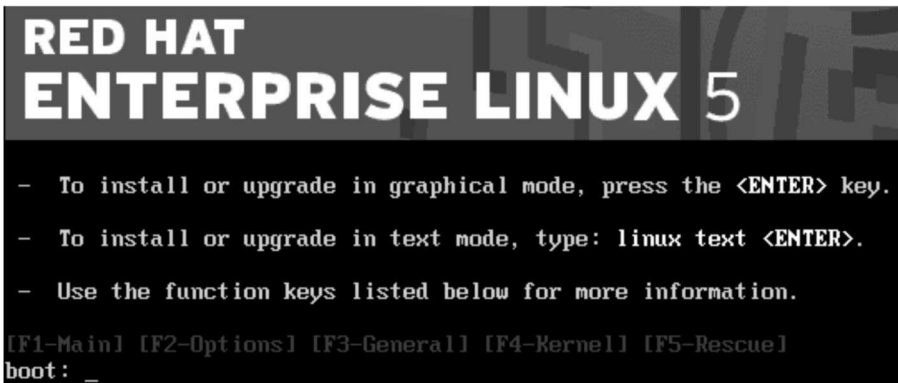 RED HAT
ENTERPRISE LINUX 5
- To install or upgrade in graphical mode, press the <ENTER> key.
- To install or upgrade in text mode, type: linux text <ENTER>.
- Use the function keys listed below for more information.
[F1-Main] [F2-Options] [F3-General] [F4-Kernel] [F5-Rescue]
boot: _